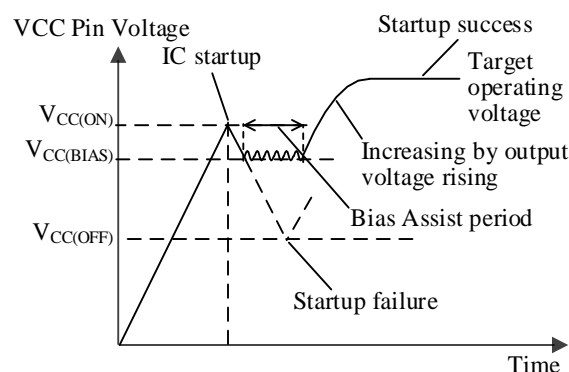 VCC Pin Voltage
Startup success
IC startup
Target
operating
voltage
VCC(ON)
VCC(BIAS)
Increasing by output
voltage rising
Bias Assist period
VCC(OFF)
Startup failure
Time